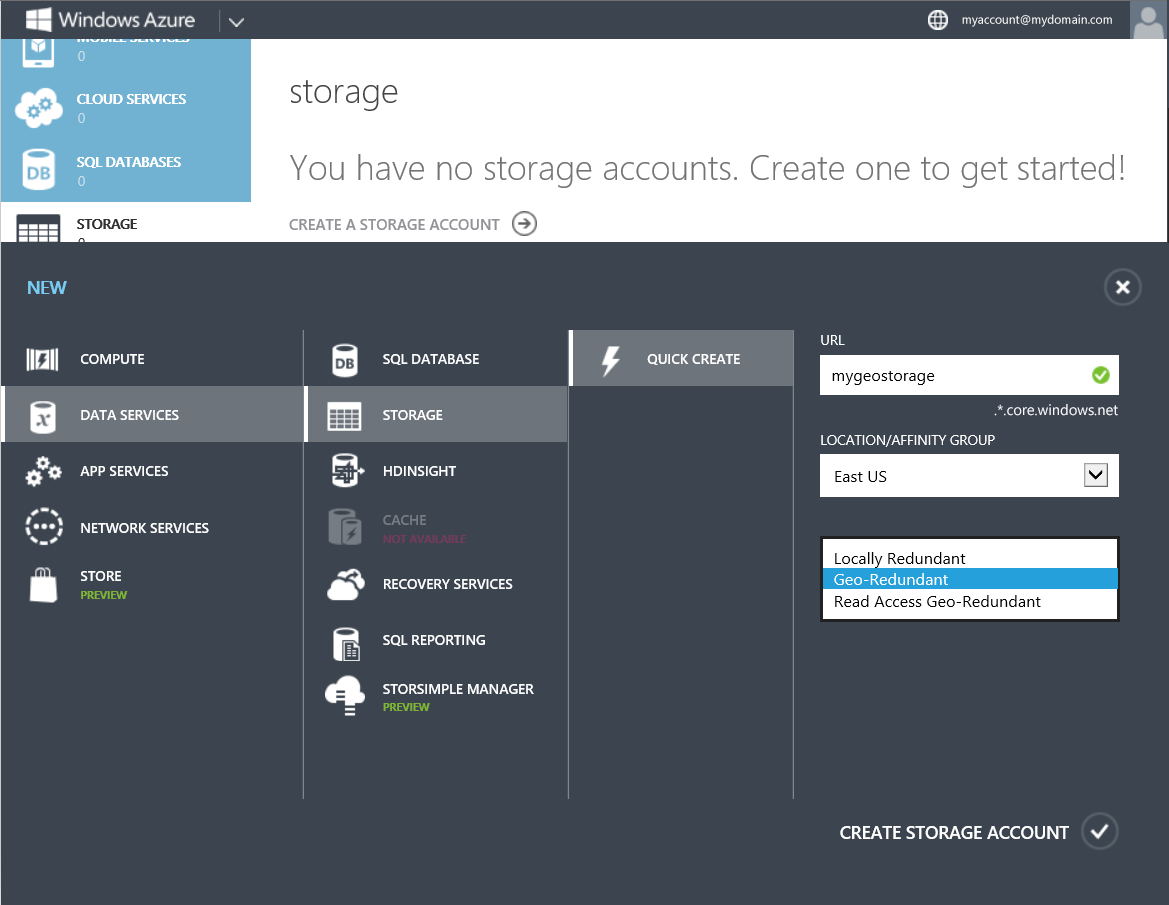 Windows Azure
myaccount@mydomain.com
MOBILE SERVICES
0
CLOUD SERVICES
0
SQL DATABASES
0
STORAGE
0
storage
You have no storage accounts. Create one to get started!
CREATE A STORAGE ACCOUNT
NEW
COMPUTE
DATA SERVICES
APP SERVICES
NETWORK SERVICES
STORE
PREVIEW
DB SQL DATABASE
STORAGE
HDINSIGHT
CACHE
NOT AVAILABLE
RECOVERY SERVICES
SQL REPORTING
STORSIMPLE MANAGER
PREVIEW
QUICK CREATE
URL
mygeostorage
.*.core.windows.net
LOCATION/AFFINITY GROUP
East US
Locally Redundant
Geo-Redundant
Read Access Geo-Redundant
CREATE STORAGE ACCOUNT